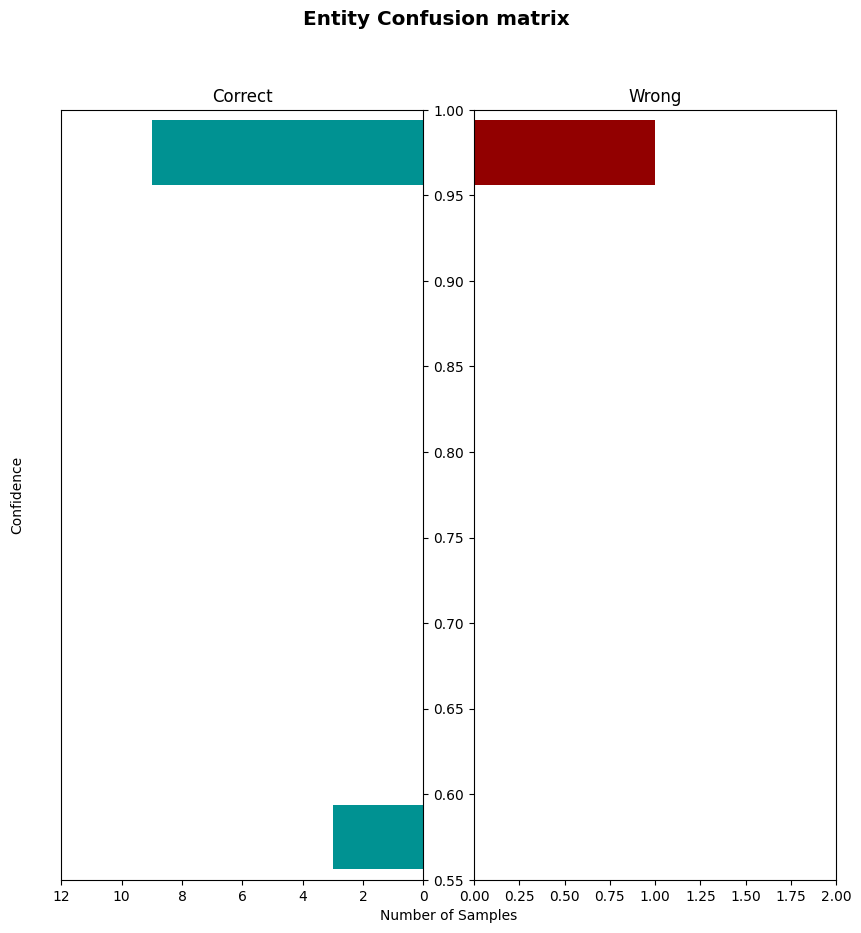 Entity Confusion matrix
Correct
Wrong
1.00
0.95
0.90
0.85
0.80
0.75
Confidence
0.70
0.65
0.60
0.55
12 10 8 6 4 2 0
0.00 0.25 0.50 0.75 1.00 1.25 1.50 1.75 2.00
Number of Samples